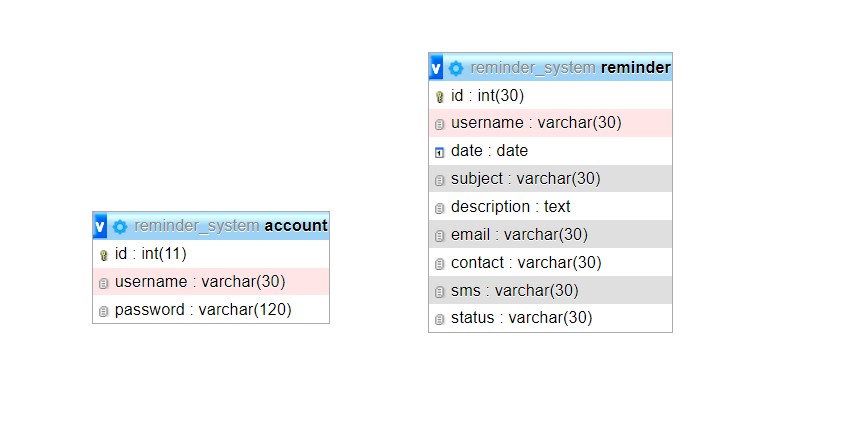 v reminder_system account
id : int(11)
username : varchar(30)
password : varchar(120)
v reminder_system reminder
id : int(30)
username : varchar(30)
date : date
subject : varchar(30)
description : text
email : varchar(30)
contact : varchar(30)
sms : varchar(30)
status : varchar(30)